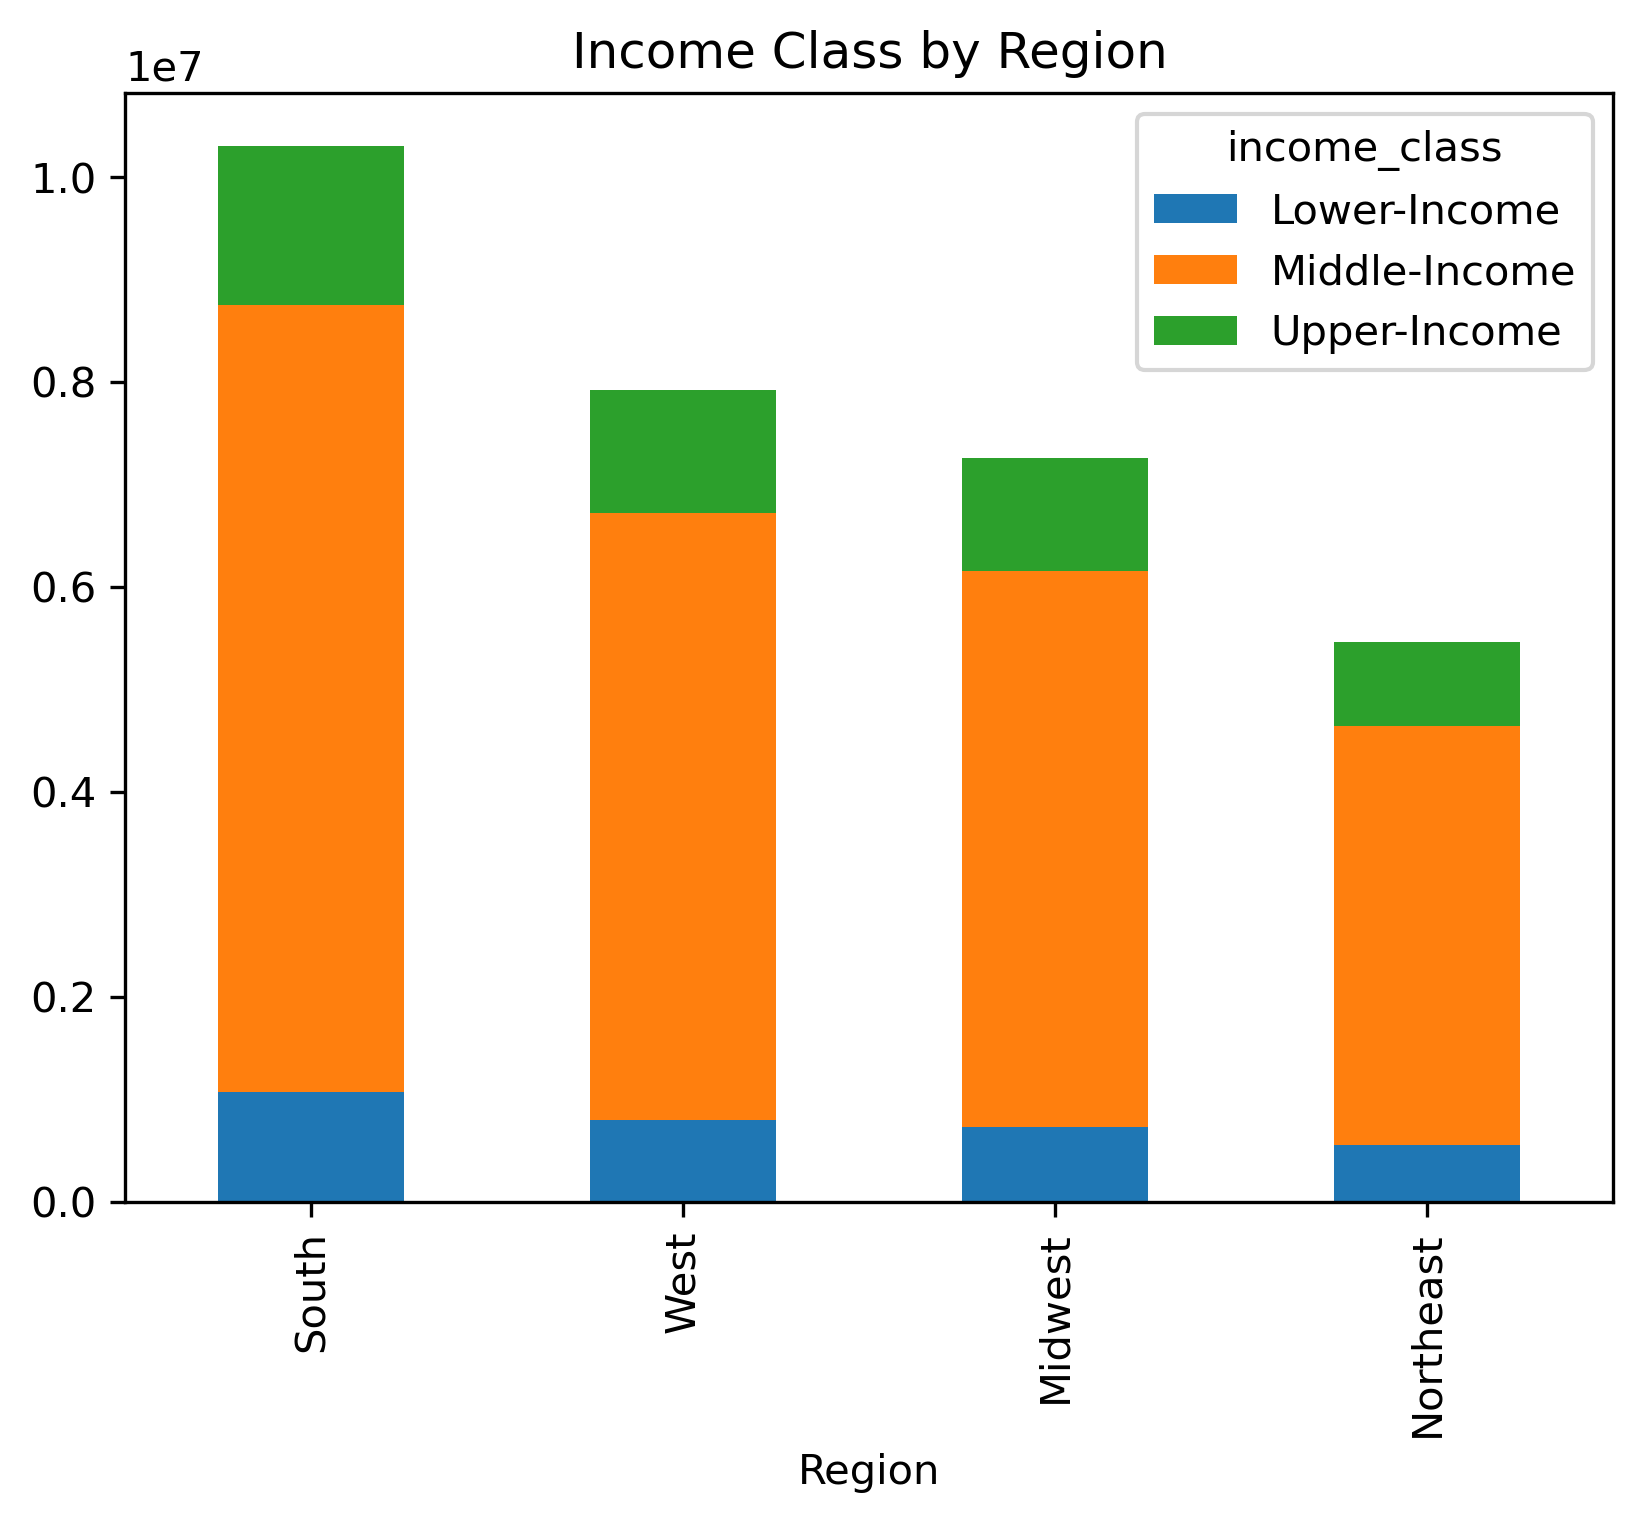 Income Class by Region
1e7
1.0
0.8
0.6
0.4
0.2
0.0
income_class
Lower-Income
Middle-Income
Upper-Income
South
West
Midwest
Northeast
Region